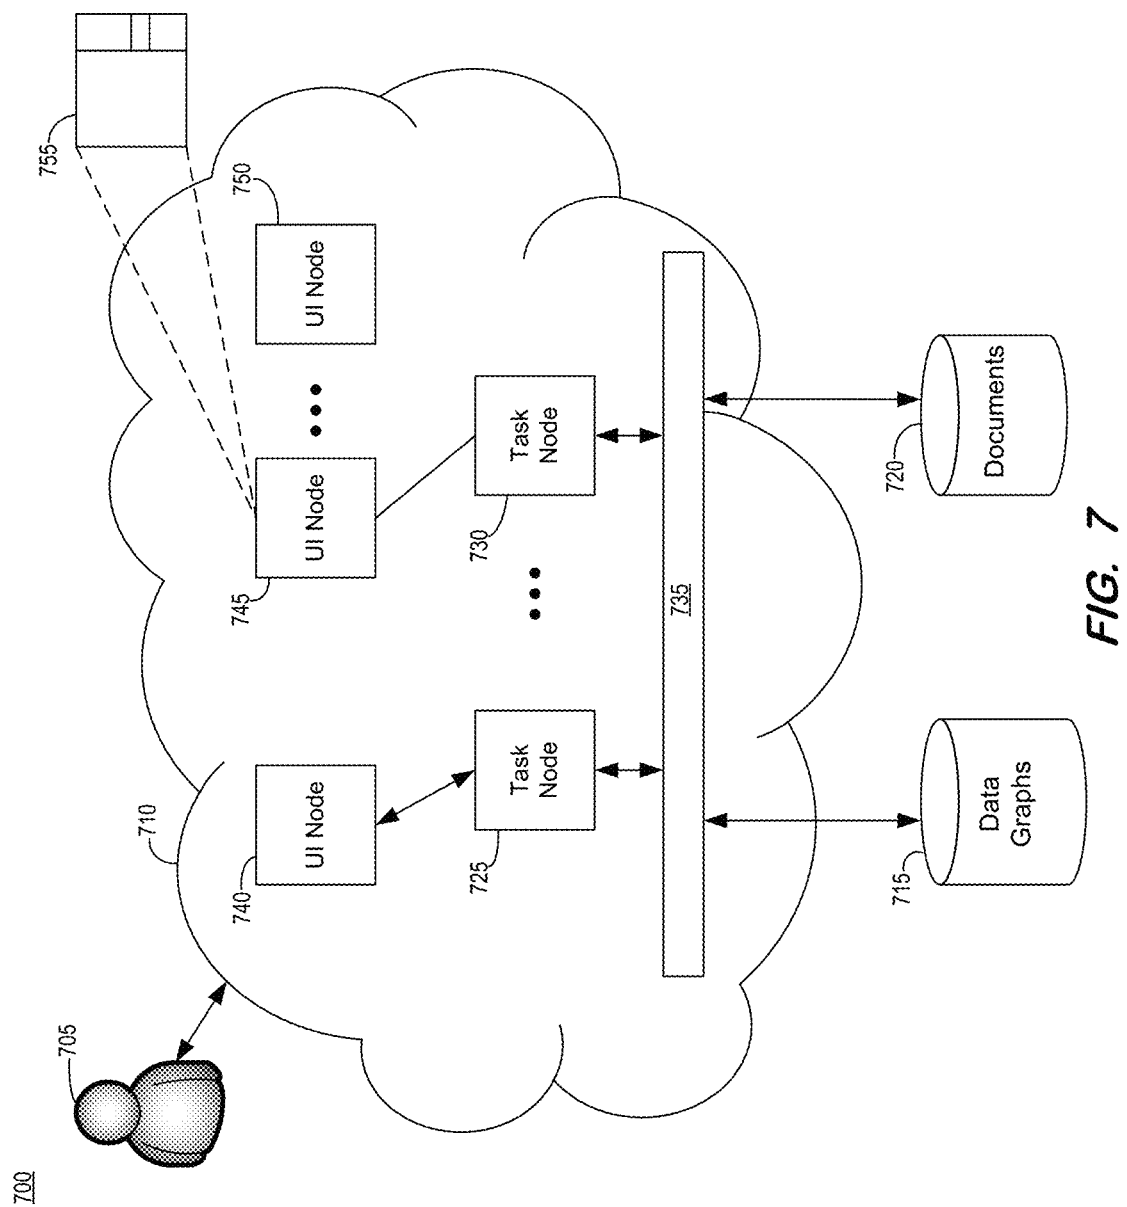 700
705
710
755
740
UI Node
745
UI Node
750
UI Node
725
Task
Node
730
Task
Node
735
715
Data
Graphs
720
Documents
FIG. 7